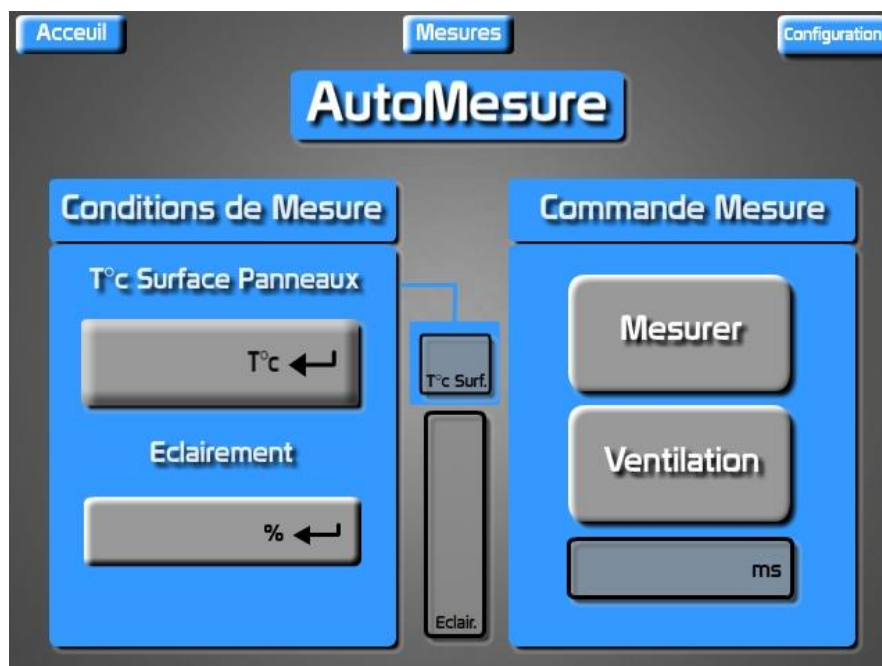 Acceuil
Mesures
Configuration
AutoMesure
Conditions de Mesure
Commande Mesure
T°c Surface Panneaux
T°c
T°c Surf.
Mesurer
Eclairement
%
Eclair.
Ventilation
ms